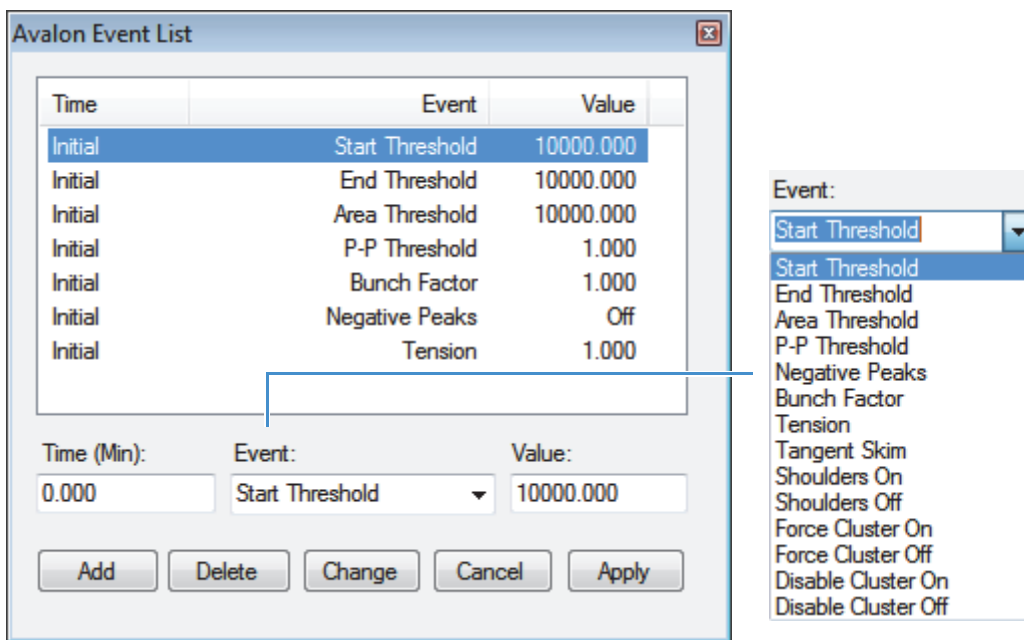 Avalon Event List
Time Event Value
Initial Start Threshold 10000.000
Initial End Threshold 10000.000
Initial Area Threshold 10000.000
Initial P-P Threshold 1.000
Initial Bunch Factor 1.000
Initial Negative Peaks Off
Initial Tension 1.000
Time (Min): Event: Value:
0.000 Start Threshold 10000.000
Add Delete Change Cancel Apply
Event:
Start Threshold
Start Threshold
End Threshold
Area Threshold
P-P Threshold
Negative Peaks
Bunch Factor
Tension
Tangent Skim
Shoulders On
Shoulders Off
Force Cluster On
Force Cluster Off
Disable Cluster On
Disable Cluster Off